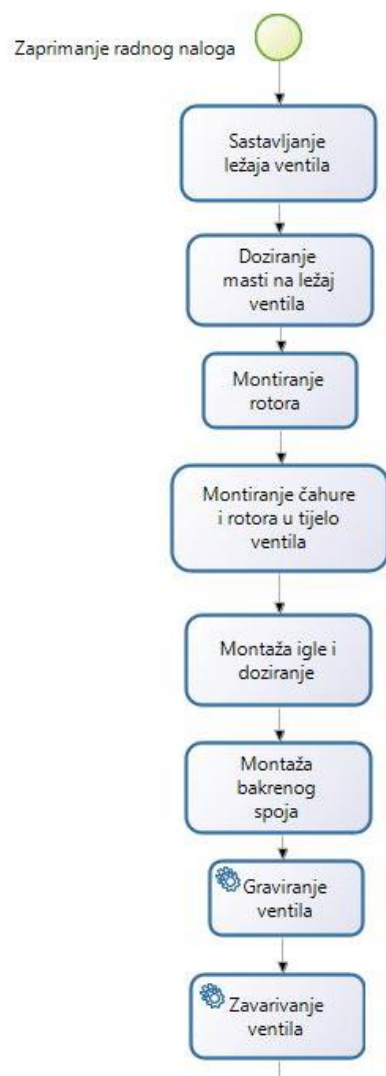 Zaprimanje radnog naloga
Sastavljanje
ležaja ventila
Doziranje
masti na ležaj
ventila
Montiranje
rotora
Montiranje čahure
i rotora u tijelo
ventila
Montaža igle i
doziranje
Montaža
bakrenog
spoja
Graviranje
ventila
Zavarivanje
ventila